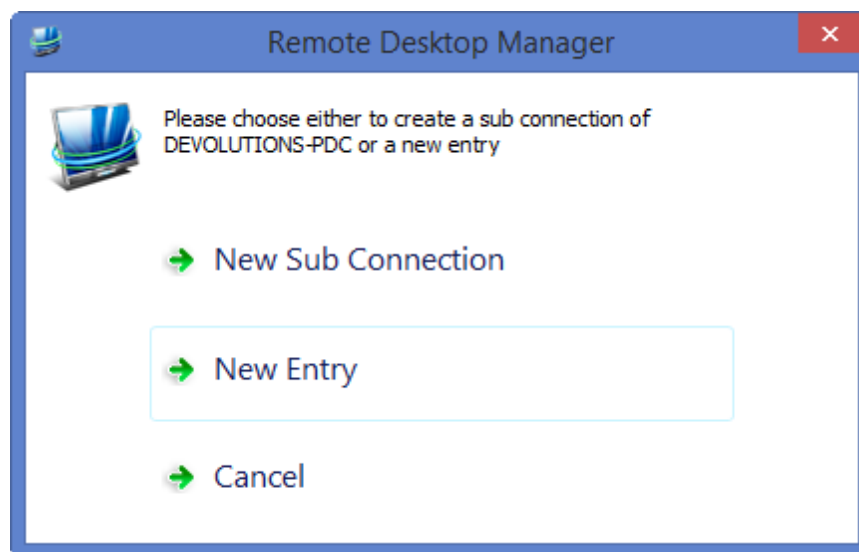 Remote Desktop Manager
Please choose either to create a sub connection of
DEVOLUTIONS-PDC or a new entry
New Sub Connection
New Entry
Cancel